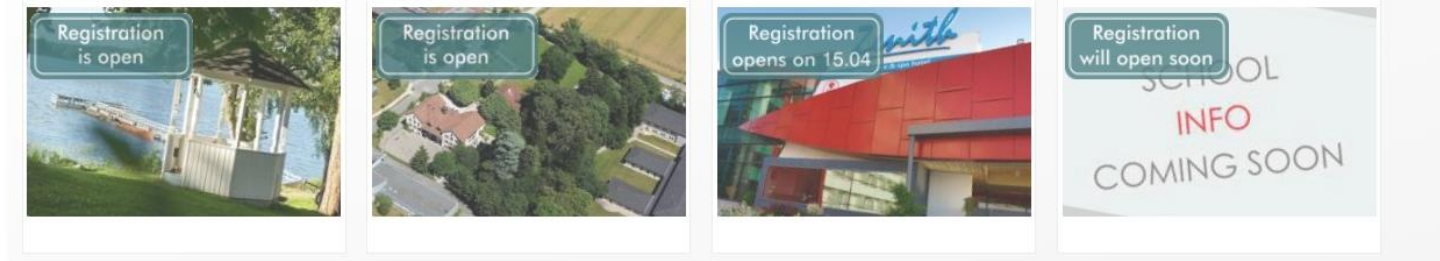 Registration
is open
Registration
is open
Registration
opens on 15.04
Registration
will open soon
SCHOOL
INFO
COMING SOON